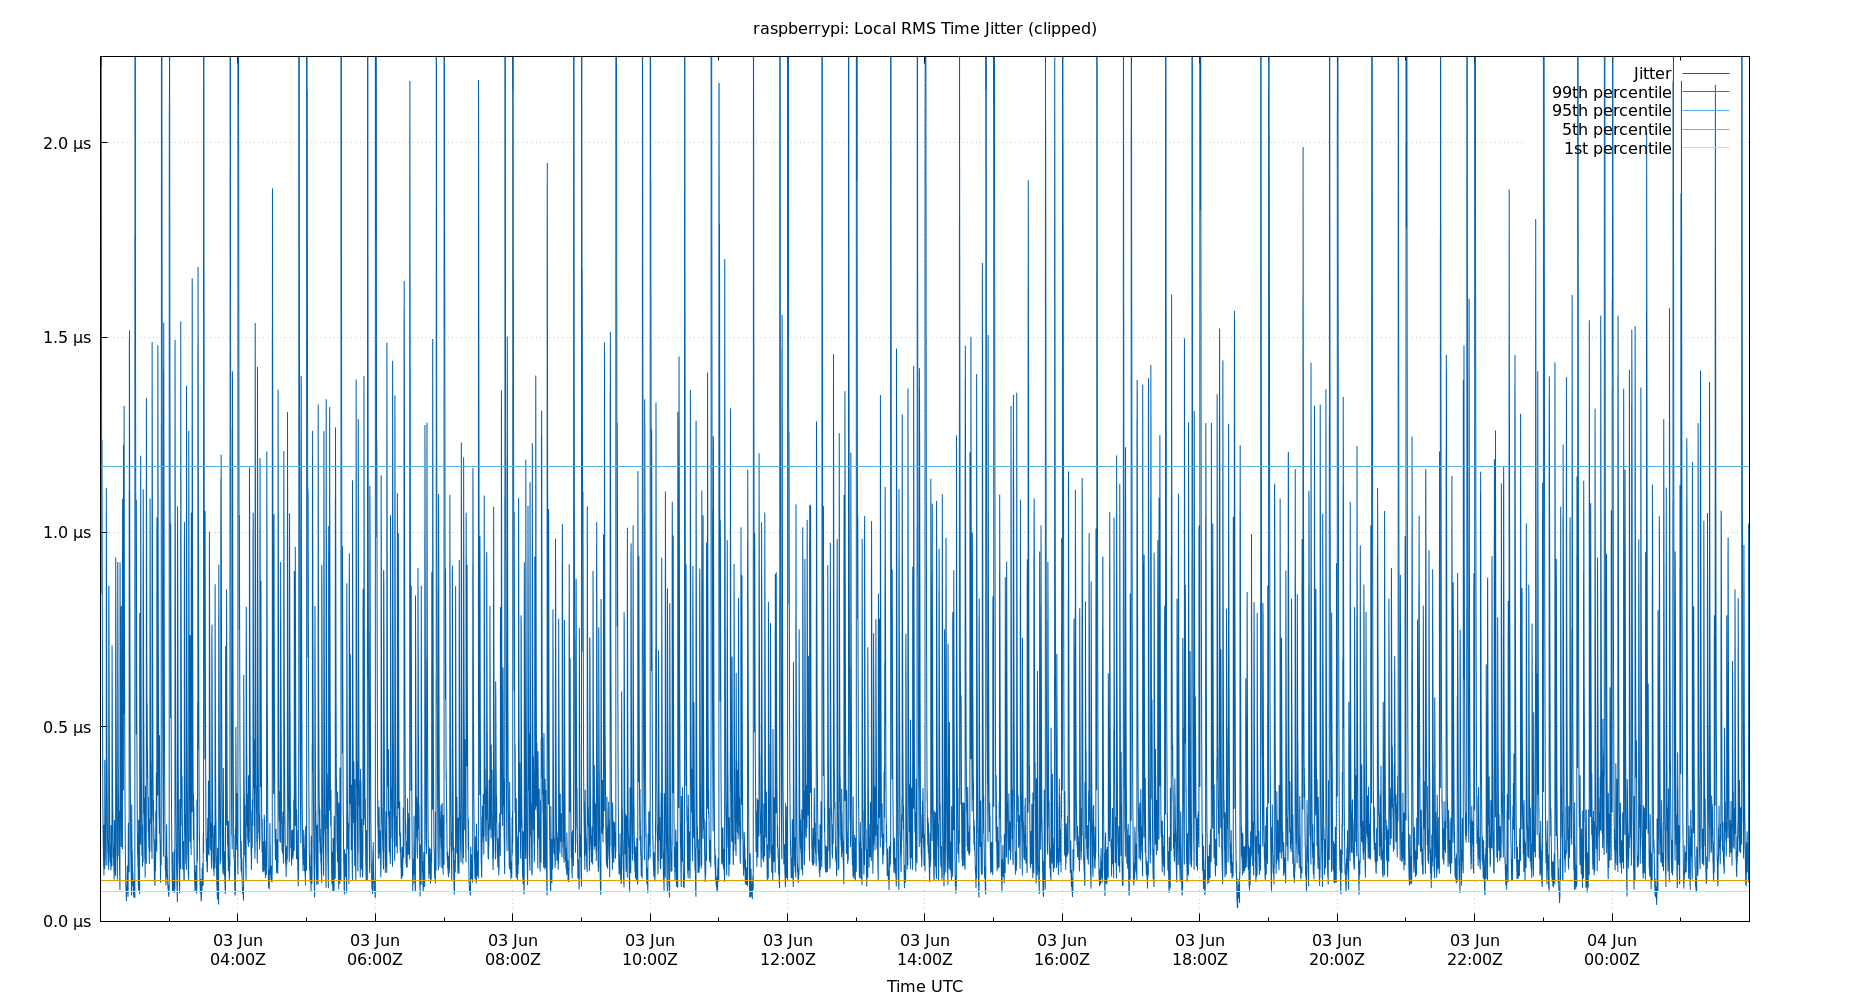 raspberrypi: Local RMS Time Jitter (clipped)
Jitter
99th percentile
95th percentile
5th percentile
1st percentile
2.0 µs
1.5 µs
1.0 µs
0.5 µs
0.0 µs
03 Jun 03 Jun 03 Jun 03 Jun 03 Jun 03 Jun 03 Jun 03 Jun 03 Jun 03 Jun 04 Jun
04:00Z 06:00Z 08:00Z 10:00Z 12:00Z 14:00Z 16:00Z 18:00Z 20:00Z 22:00Z 00:00Z
Time UTC